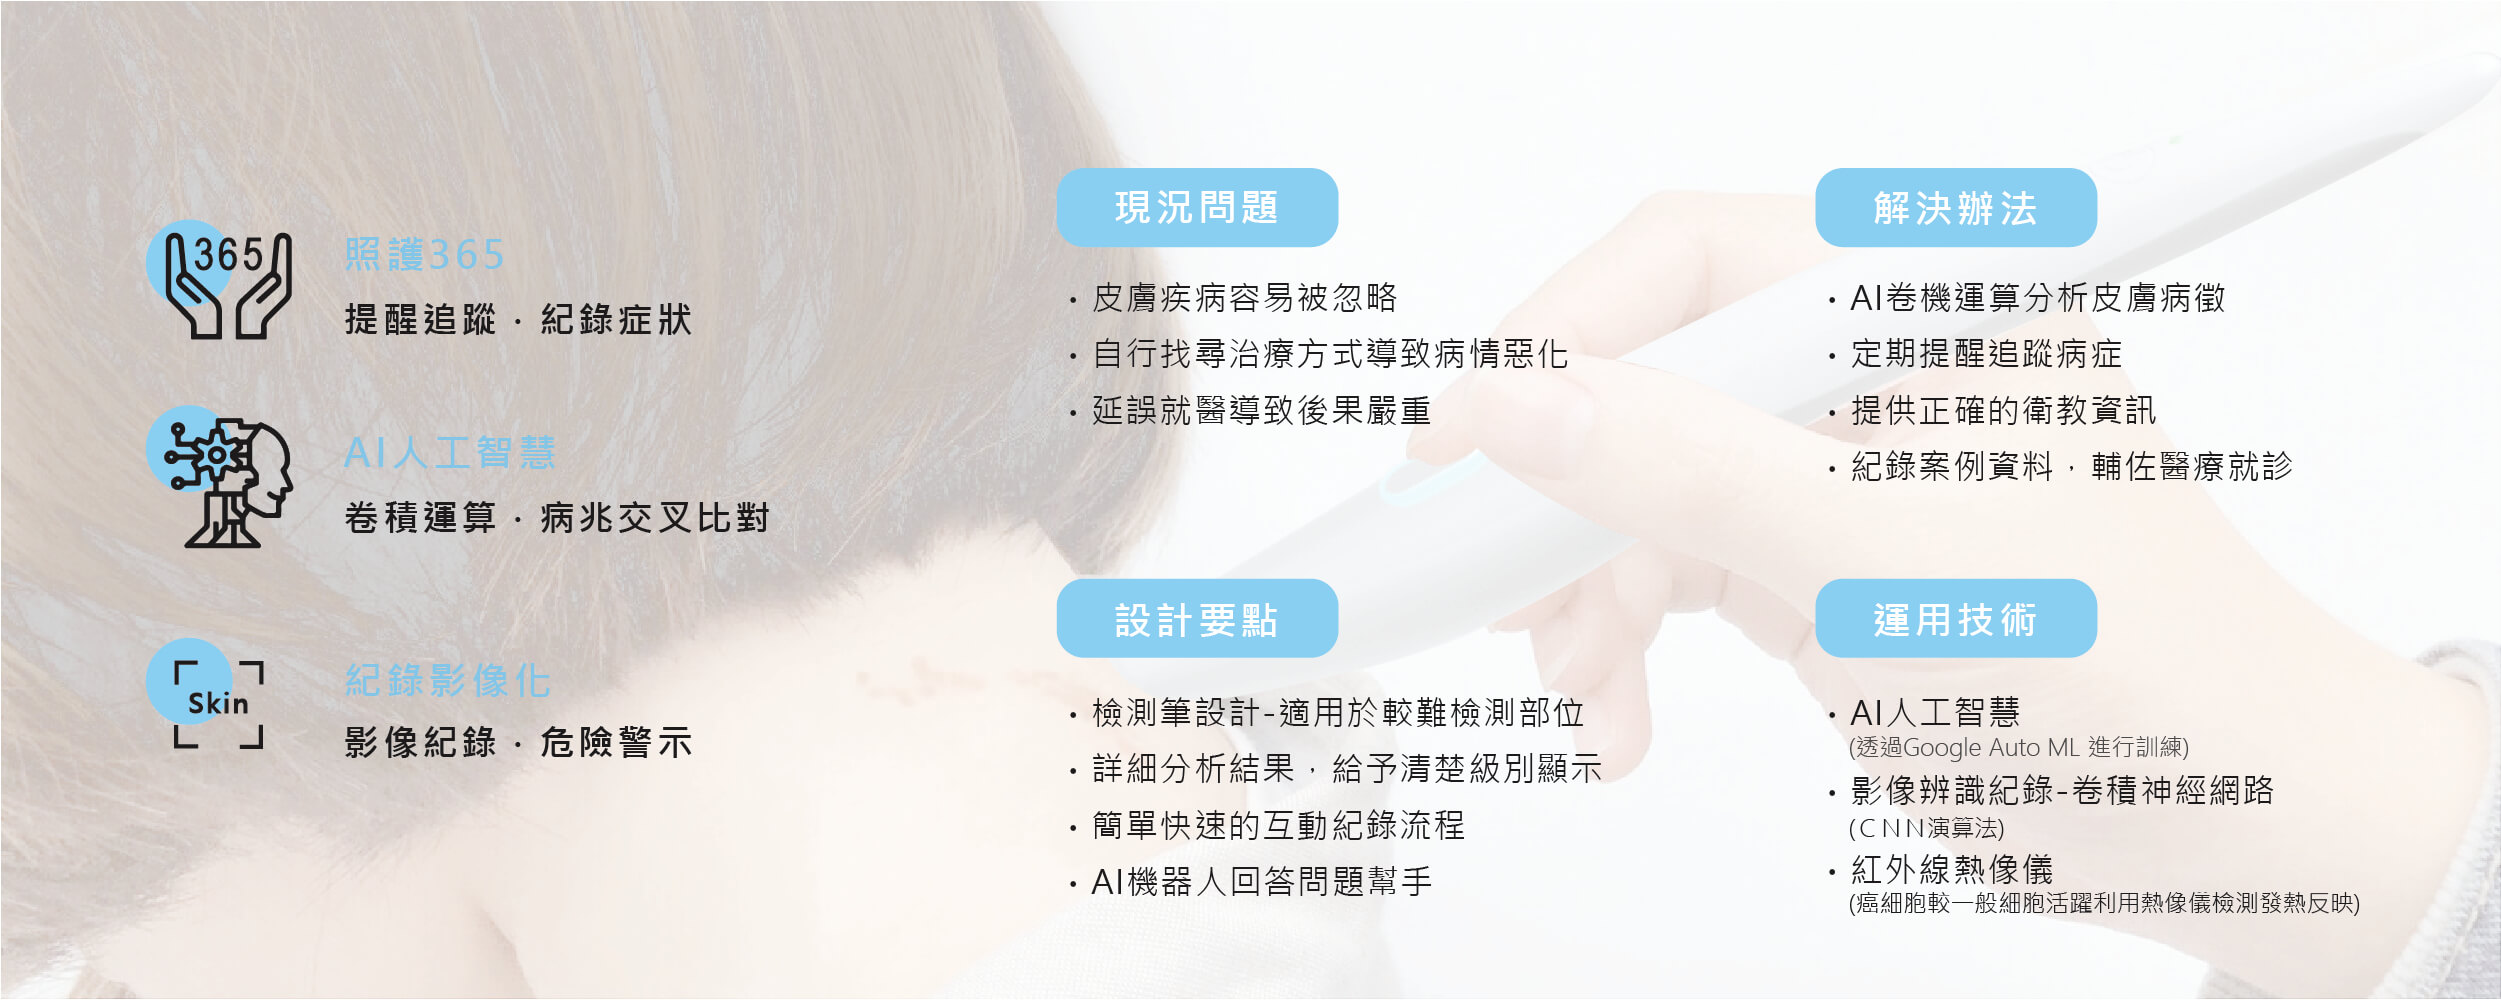 365
照護365
提醒追蹤．紀錄症狀
AI人工智慧
卷積運算．病兆交叉比對
Skin
紀錄影像化
影像紀錄．危險警示
現況問題
・皮膚疾病容易被忽略
・自行找尋治療方式導致病情惡化
・延誤就醫導致後果嚴重
解決辦法
・AI卷機運算分析皮膚病徵
・定期提醒追蹤病症
・提供正確的衛教資訊
・紀錄案例資料，輔佐醫療就診
設計要點
・檢測筆設計-適用於較難檢測部位
・詳細分析結果，給予清楚級別顯示
・簡單快速的互動紀錄流程
・AI機器人回答問題幫手
運用技術
・AI人工智慧
(透過Google Auto ML 進行訓練)
・影像辨識紀錄-卷積神經網路
(ＣＮＮ演算法)
・紅外線熱像儀
(癌細胞較一般細胞活躍利用熱像儀檢測發熱反映)